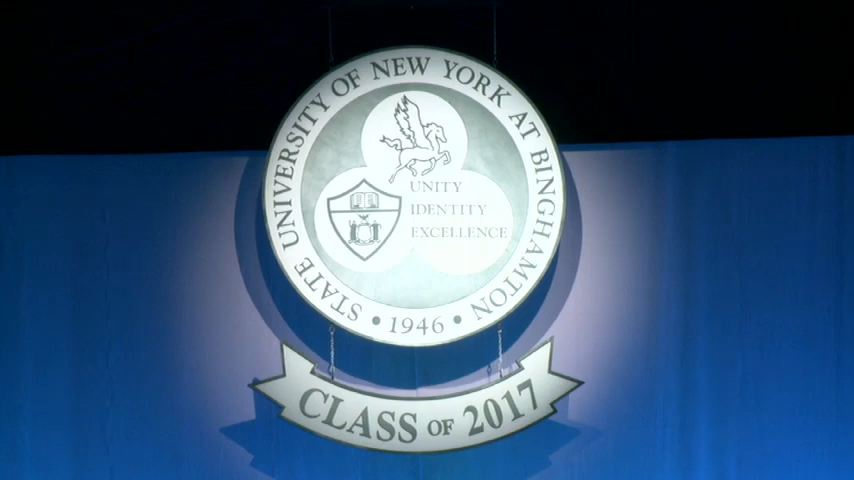 STATE UNIVERSITY OF NEW YORK AT BINGHAMTON
UNITY
IDENTITY
EXCELLENCE
• 1946 •
CLASS OF 2017